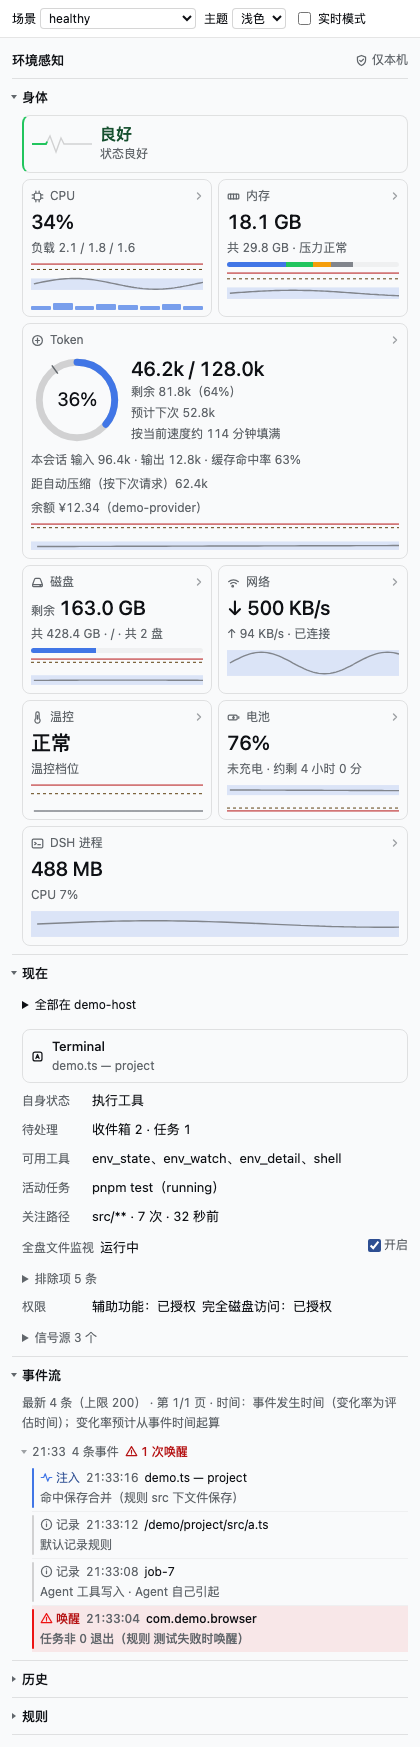 场景 healthy 主题 浅色 实时模式
环境感知 仅本机
身体
良好
状态良好
CPU
34%
负载 2.1 / 1.8 / 1.6
内存
18.1 GB
共 29.8 GB · 压力正常
Token
36%
46.2k / 128.0k
剩余 81.8k（64%）
预计下次 52.8k
按当前速度约 114 分钟填满
本会话 输入 96.4k · 输出 12.8k · 缓存命中率 63%
距自动压缩（按下次请求）62.4k
余额 ¥12.34（demo-provider）
磁盘
剩余 163.0 GB
共 428.4 GB · / · 共 2 盘
网络
↓ 500 KB/s
↑ 94 KB/s · 已连接
温控
正常
温控档位
电池
76%
未充电 · 约剩 4 小时 0 分
DSH 进程
488 MB
CPU 7%
现在
全部在 demo-host
Terminal
demo.ts — project
自身状态 执行工具
待处理 收件箱 2 · 任务 1
可用工具 env_state、env_watch、env_detail、shell
活动任务 pnpm test（running）
关注路径 src/** · 7 次 · 32 秒前
全盘文件监视 运行中 开启
排除项 5 条
权限 辅助功能：已授权 完全磁盘访问：已授权
信号源 3 个
事件流
最新 4 条（上限 200） · 第 1/1 页 · 时间：事件发生时间（变化率为评
估时间）；变化率预计从事件时间起算
21:33 4 条事件 1 次唤醒
注入 21:33:16 demo.ts — project
命中保存合并（规则 src 下文件保存）
记录 21:33:12 /demo/project/src/a.ts
默认记录规则
记录 21:33:08 job-7
Agent 工具写入 · Agent 自己引起
唤醒 21:33:04 com.demo.browser
任务非 0 退出（规则 测试失败时唤醒）
历史
规则